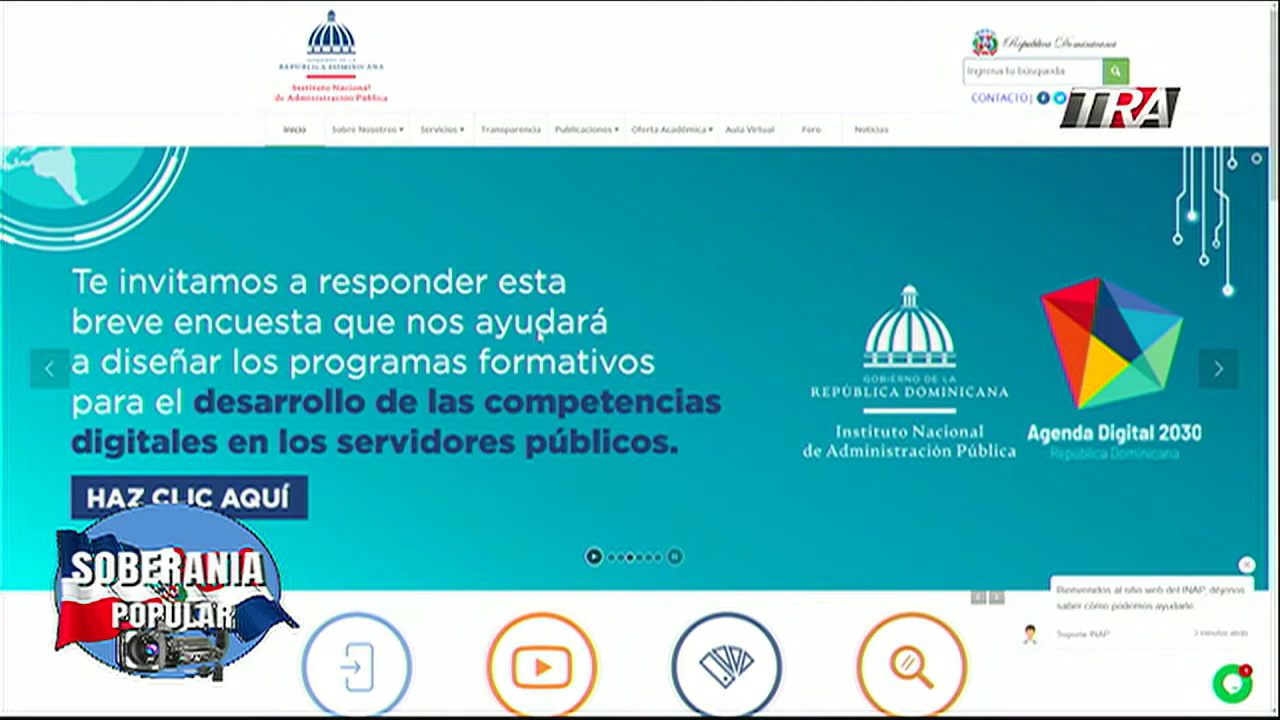 GOBIERNO DE LA
REPÚBLICA DOMINICANA
Instituto Nacional
de Administración Pública
República Dominicana
Ingresa tu búsqueda
CONTACTO |
TRA
Inicio
Sobre Nosotros
Servicios
Transparencia
Publicaciones
Oferta Académica
Aula Virtual
Foro
Noticias
Te invitamos a responder esta
breve encuesta que nos ayudará
a diseñar los programas formativos
para el desarrollo de las competencias
digitales en los servidores públicos.
HAZ CLIC AQUÍ
GOBIERNO DE LA
REPÚBLICA DOMINICANA
Instituto Nacional
de Administración Pública
Agenda Digital 2030
República Dominicana
SOBERANIA
POPULAR
Bienvenidos al sitio web del INAP, déjenos
saber cómo podemos ayudarle.
Soporte INAP
3 minutos atrás